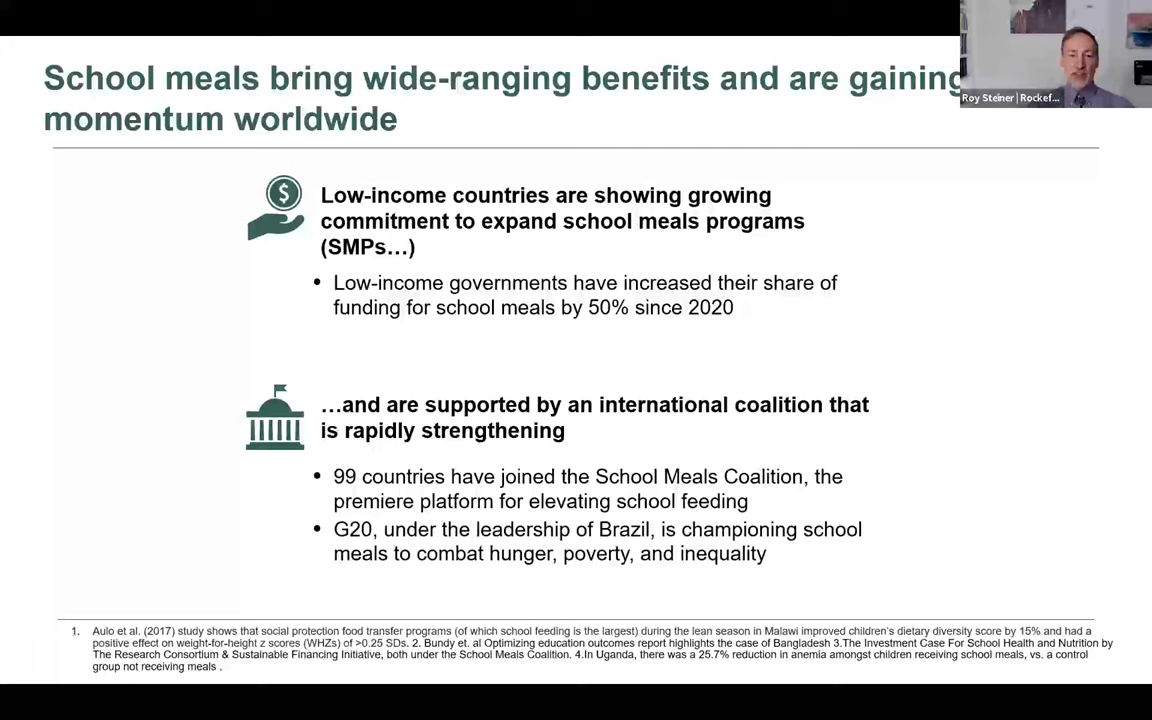 School meals bring wide-ranging benefits and are gaining
momentum worldwide
Roy Steiner | Rockef...
$
Low-income countries are showing growing
commitment to expand school meals programs
(SMPs…)
• Low-income governments have increased their share of
funding for school meals by 50% since 2020
…and are supported by an international coalition that
is rapidly strengthening
• 99 countries have joined the School Meals Coalition, the
premiere platform for elevating school feeding
• G20, under the leadership of Brazil, is championing school
meals to combat hunger, poverty, and inequality
1. Aulo et al. (2017) study shows that social protection food transfer programs (of which school feeding is the largest) during the lean season in Malawi improved children's dietary diversity score by 15% and had a
positive effect on weight-for-height z scores (WHZs) of >0.25 SDs. 2. Bundy et. al Optimizing education outcomes report highlights the case of Bangladesh 3.The Investment Case For School Health and Nutrition by
The Research Consortium & Sustainable Financing Initiative, both under the School Meals Coalition. 4.In Uganda, there was a 25.7% reduction in anemia amongst children receiving school meals, vs. a control
group not receiving meals .